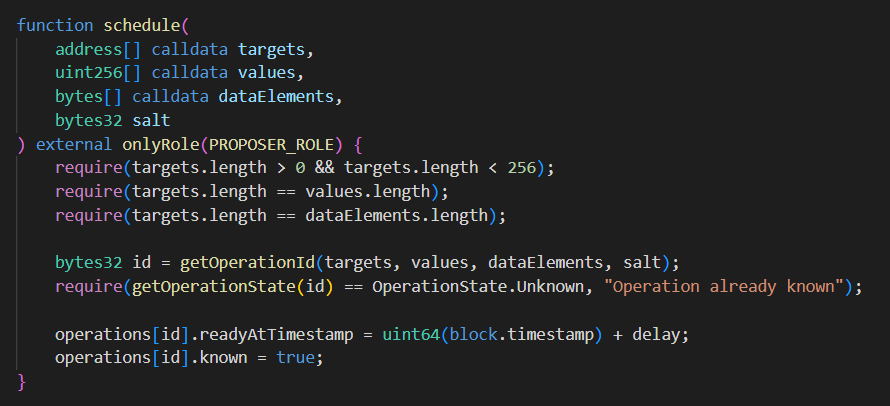 function schedule(
    address[] calldata targets,
    uint256[] calldata values,
    bytes[] calldata dataElements,
    bytes32 salt
) external onlyRole(PROPOSER_ROLE) {
    require(targets.length > 0 && targets.length < 256);
    require(targets.length == values.length);
    require(targets.length == dataElements.length);

    bytes32 id = getOperationId(targets, values, dataElements, salt);
    require(getOperationState(id) == OperationState.Unknown, "Operation already known");

    operations[id].readyAtTimestamp = uint64(block.timestamp) + delay;
    operations[id].known = true;
}